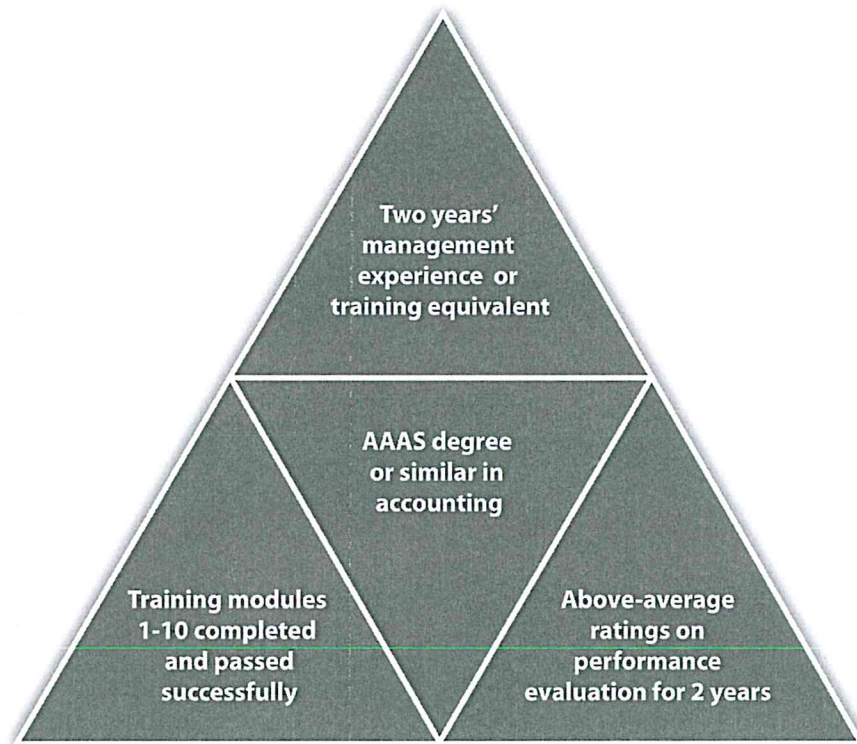 Two years'
management
experience or
training equivalent
AAAS degree
or similar in
accounting
Training modules
1-10 completed
and passed
successfully
Above-average
ratings on
performance
evaluation for 2 years